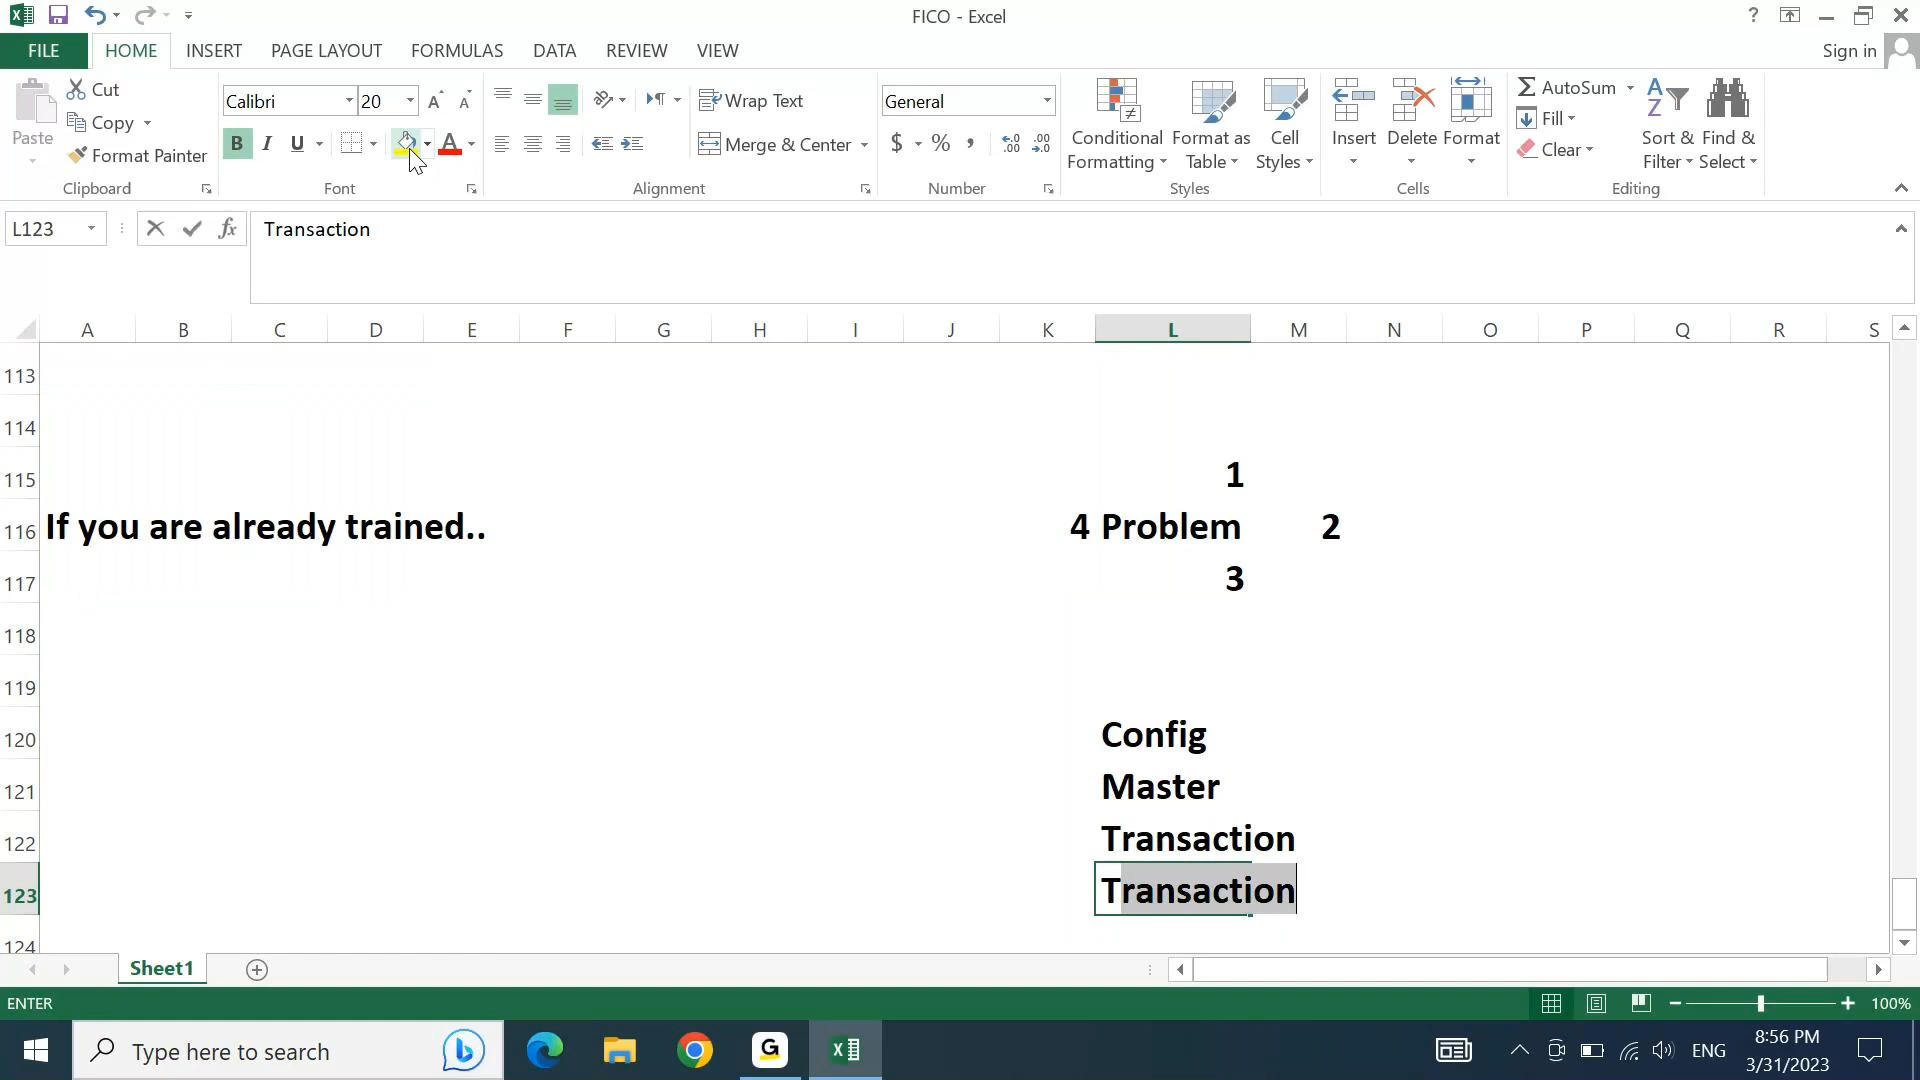 FICO - Excel
?
FILE
HOME
INSERT
PAGE LAYOUT
FORMULAS
DATA
REVIEW
VIEW
Sign in
Paste
Cut
Copy
Format Painter
Clipboard
Calibri
20
B
I
U
A
Font
Wrap Text
Merge & Center
Alignment
General
$
%
,
Number
Conditional
Formatting
Format as
Table
Cell
Styles
Styles
Insert
Delete
Format
Cells
AutoSum
Fill
Clear
Sort &
Filter
Find &
Select
Editing
L123
fx
Transaction
A B C D E F G H I J K L M N O P Q R S
113
114
115 1
116 If you are already trained.. 4 Problem 2
117 3
118
119
120 Config
121 Master
122 Transaction
123 Transaction
124
Sheet1
ENTER
100%
Type here to search
ENG
8:56 PM
3/31/2023